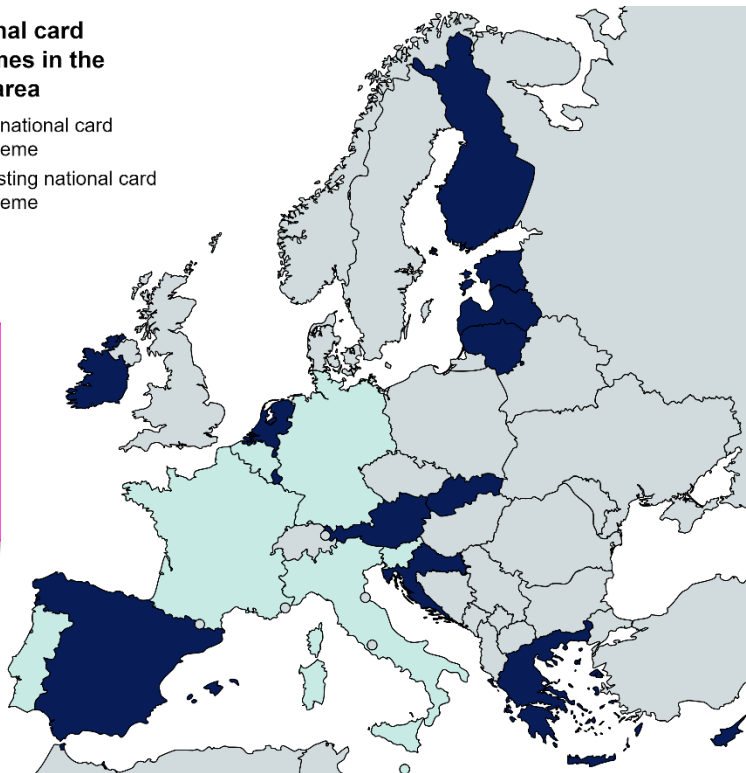 nal card
nes in the
area
national card
eme
sting national card
eme